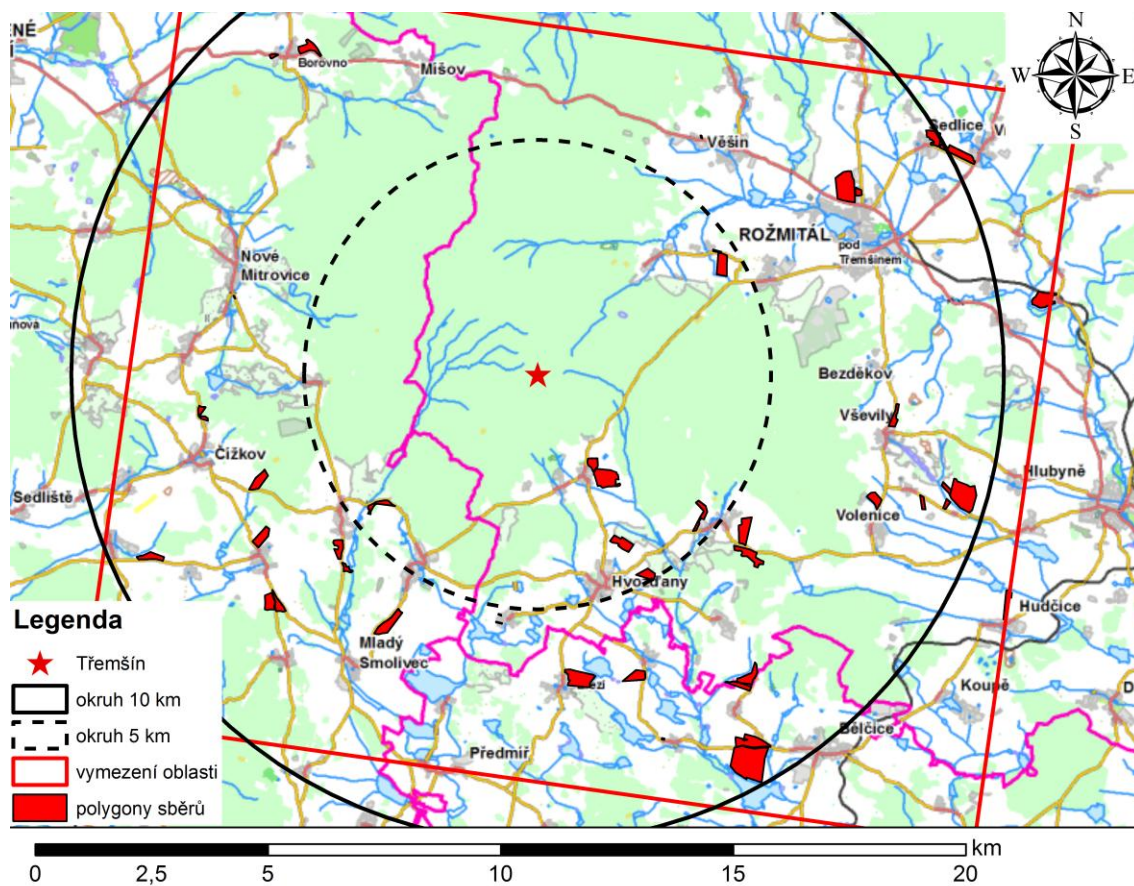 N
W E
S
NÉ
Í
Borovno
Míšov
Sedlice
Věšín
ROŽMITÁL
pod
Třemšínem
Nové
Mitrovice
Bezděkov
Vševily
Čížkov
Sedliště
Hlubyně
Volenice
Hvožďany
Hudčice
Mladý
Smolivec
Koupě
D
Bělčice
Předmíř
Legenda
Třemšín
okruh 10 km
okruh 5 km
vymezení oblasti
polygony sběrů
km
0 2,5 5 10 15 20